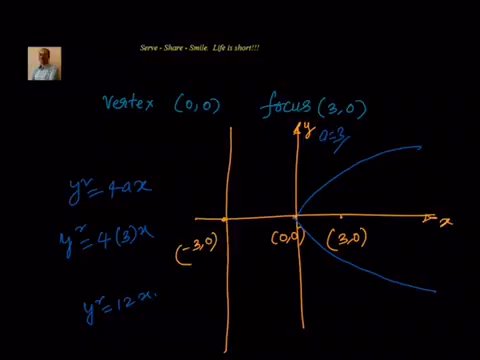 Serve - Share - Smile. Life is short!!!
vertex (0,0) focus (3,0)
y
a=3
y²=4ax
x
y²=4(3)x
(-3,0) (0,0) (3,0)
y²=12x.